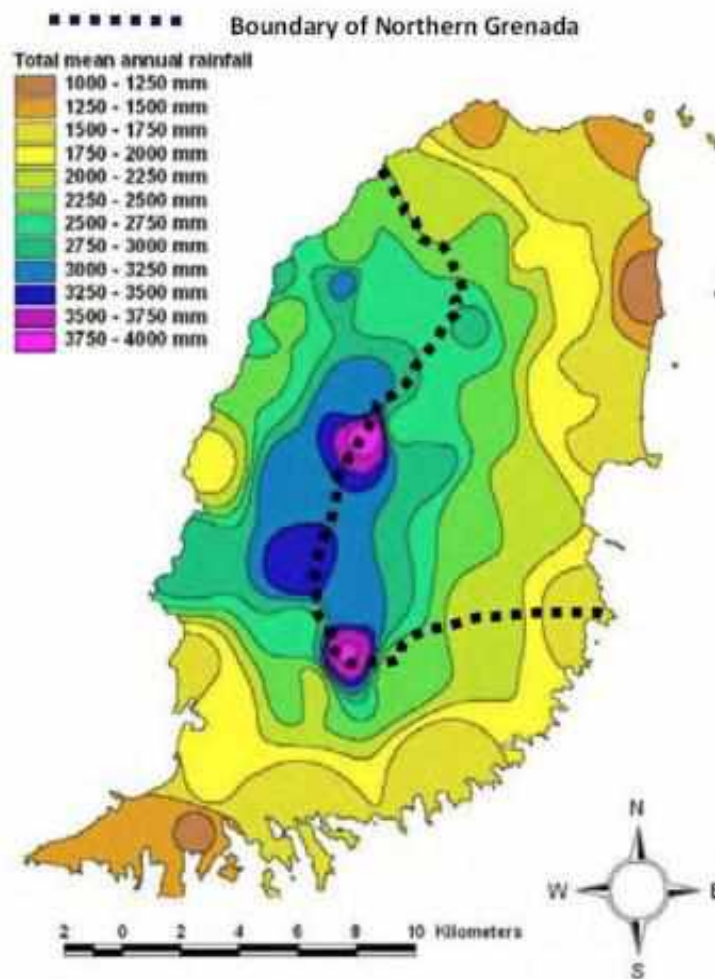 Boundary of Northern Grenada
Total mean annual rainfall
1000 - 1250 mm
1250 - 1500 mm
1500 - 1750 mm
1750 - 2000 mm
2000 - 2250 mm
2250 - 2500 mm
2500 - 2750 mm
2750 - 3000 mm
3000 - 3250 mm
3250 - 3500 mm
3500 - 3750 mm
3750 - 4000 mm
N
W E
S
2 0 2 4 6 8 10 Kilometers